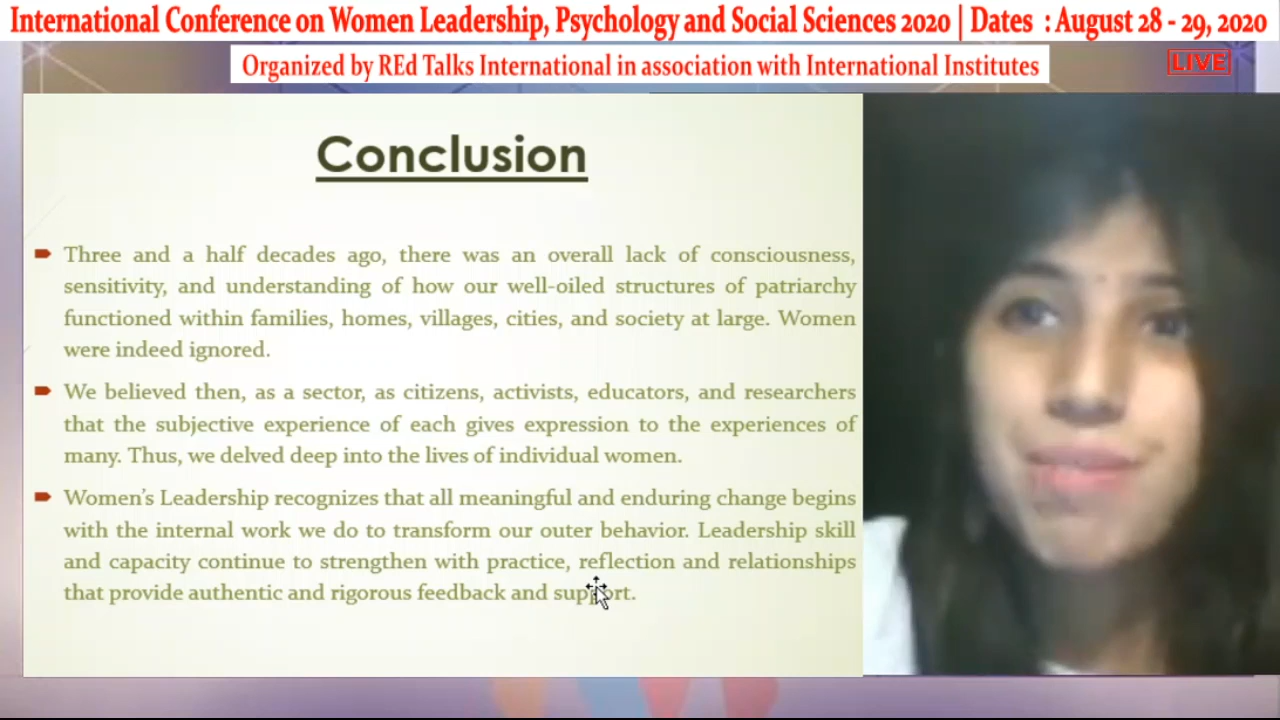 International Conference on Women Leadership, Psychology and Social Sciences 2020 | Dates : August 28 - 29, 2020
Organized by REd Talks International in association with International Institutes
LIVE
Conclusion
Three and a half decades ago, there was an overall lack of consciousness,
sensitivity, and understanding of how our well-oiled structures of patriarchy
functioned within families, homes, villages, cities, and society at large. Women
were indeed ignored.
We believed then, as a sector, as citizens, activists, educators, and researchers
that the subjective experience of each gives expression to the experiences of
many. Thus, we delved deep into the lives of individual women.
Women's Leadership recognizes that all meaningful and enduring change begins
with the internal work we do to transform our outer behavior. Leadership skill
and capacity continue to strengthen with practice, reflection and relationships
that provide authentic and rigorous feedback and support.